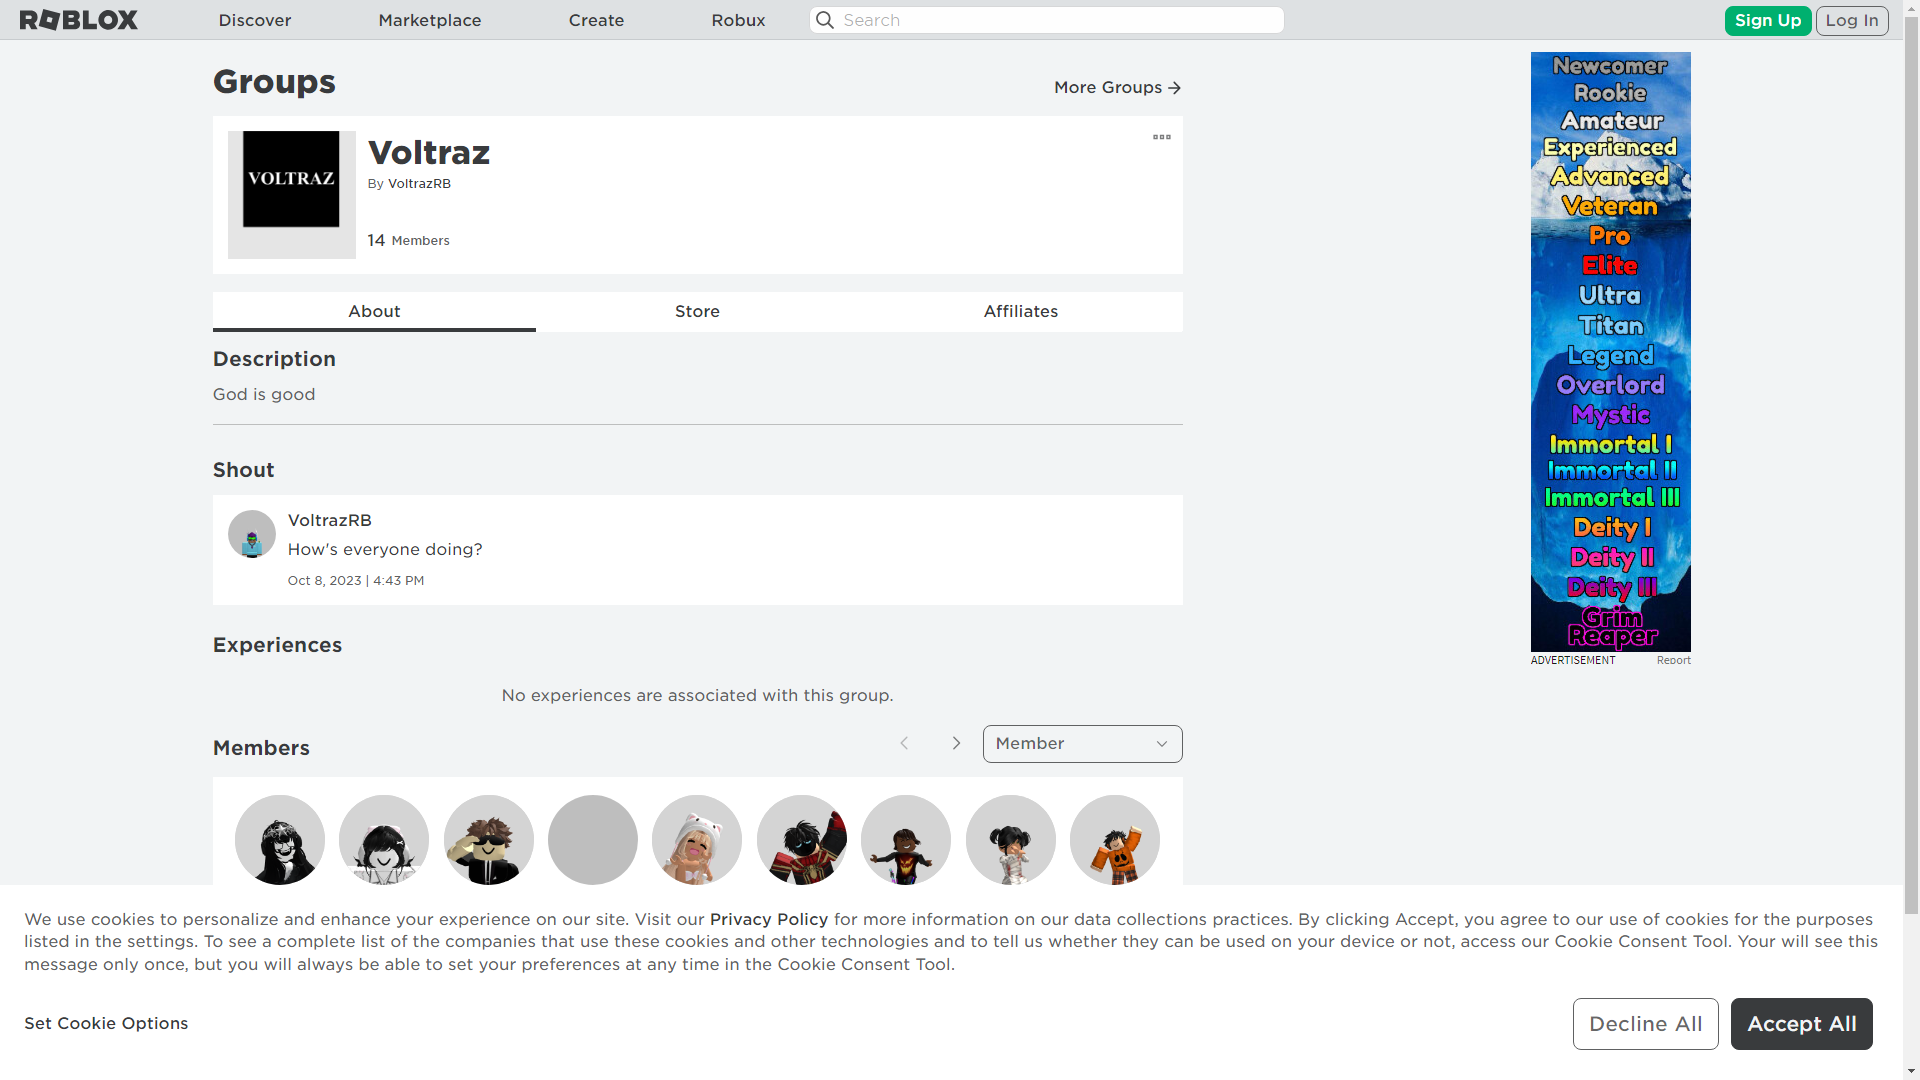 ROBLOX
Discover
Marketplace
Create
Robux
Search
Sign Up
Log In
Groups
More Groups
VOLTRAZ
Voltraz
By VoltrazRB
14 Members
About
Store
Affiliates
Description
God is good
Shout
VoltrazRB
How's everyone doing?
Oct 8, 2023 | 4:43 PM
Experiences
No experiences are associated with this group.
Members
Member
Newcomer
Rookie
Amateur
Experienced
Advanced
Veteran
Pro
Elite
Ultra
Titan
Legend
Overlord
Mystic
Immortal I
Immortal II
Immortal III
Deity I
Deity II
Deity III
Grim
Reaper
ADVERTISEMENT
Report
We use cookies to personalize and enhance your experience on our site. Visit our Privacy Policy for more information on our data collections practices. By clicking Accept, you agree to our use of cookies for the purposes
listed in the settings. To see a complete list of the companies that use these cookies and other technologies and to tell us whether they can be used on your device or not, access our Cookie Consent Tool. Your will see this
message only once, but you will always be able to set your preferences at any time in the Cookie Consent Tool.
Set Cookie Options
Decline All
Accept All